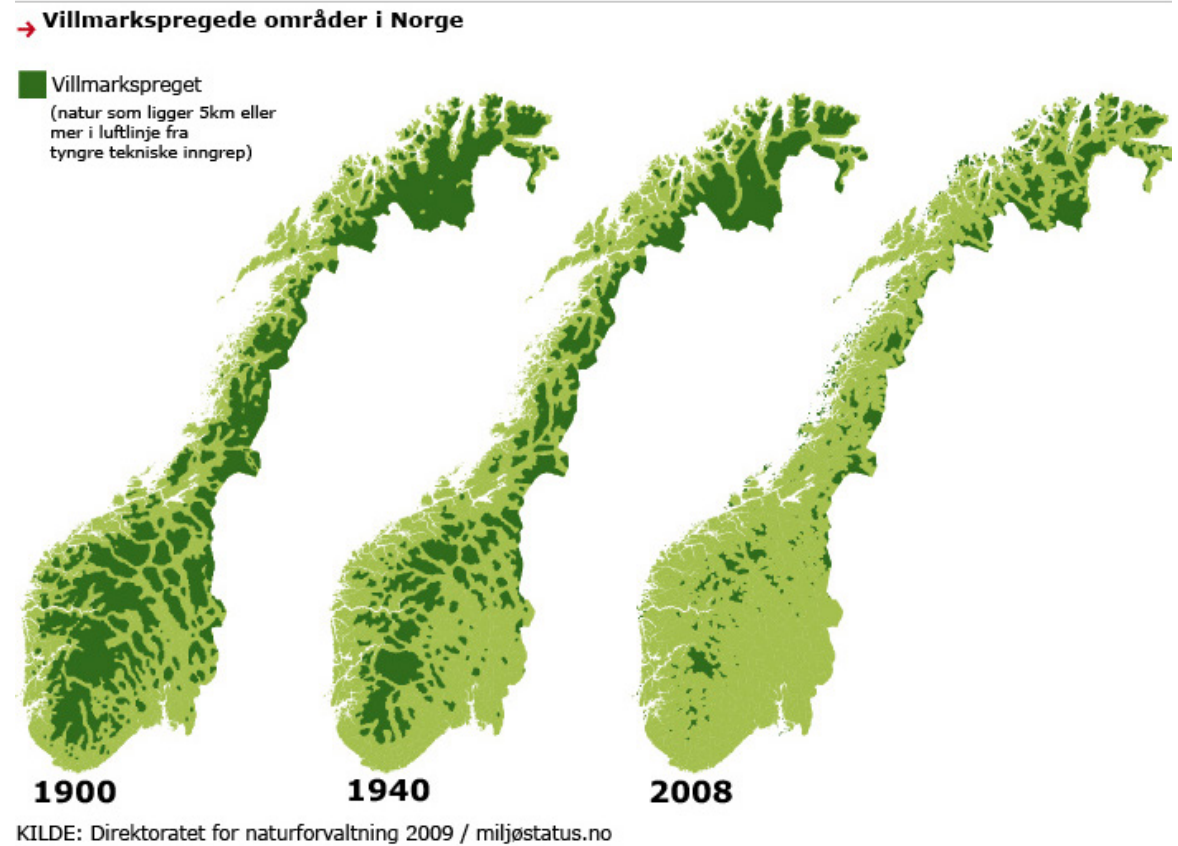 Villmarkspregede områder i Norge
Villmarkspreget
(natur som ligger 5km eller
mer i luftlinje fra
tyngre tekniske inngrep)
1900
1940
2008
KILDE: Direktoratet for naturforvaltning 2009 / miljøstatus.no